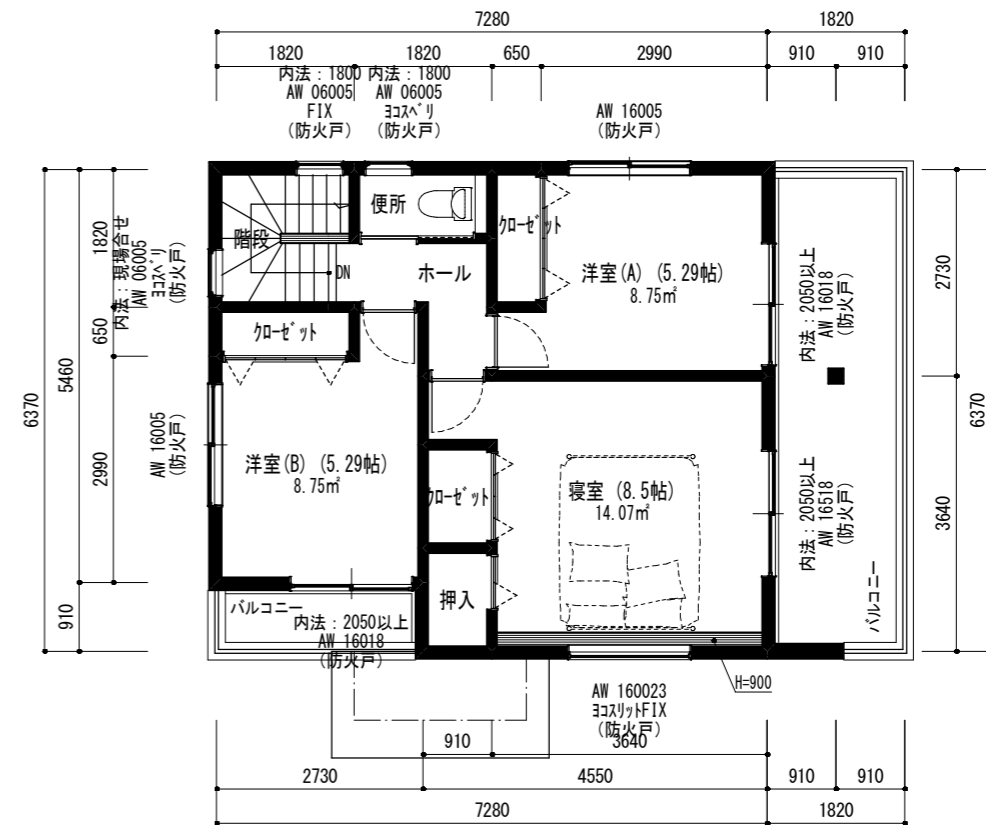 7280
1820
1820
1820
650
2990
910
910
内法：1800
AW 06005
FIX
(防火戸)
内法：1800
AW 06005
ﾖｺｽﾍﾞﾘ
(防火戸)
AW 16005
(防火戸)
6370
5460
910
1820
650
2990
内法：現場合せ
AW 06005
ﾖｺｽﾍﾞﾘ
(防火戸)
AW 16005
(防火戸)
階段
DN
便所
ホール
ｸﾛｰｾﾞｯﾄ
洋室(A) (5.29帖)
8.75㎡
内法：2050以上
AW 16018
(防火戸)
2730
6370
3640
ｸﾛｰｾﾞｯﾄ
洋室(B) (5.29帖)
8.75㎡
ｸﾛｰｾﾞｯﾄ
押入
寝室 (8.5帖)
14.07㎡
内法：2050以上
AW 16518
(防火戸)
バルコニー
バルコニー
内法：2050以上
AW 16018
(防火戸)
H=900
AW 160023
ﾖｺｽﾘｯﾄFIX
(防火戸)
910
3640
2730
4550
910
910
7280
1820